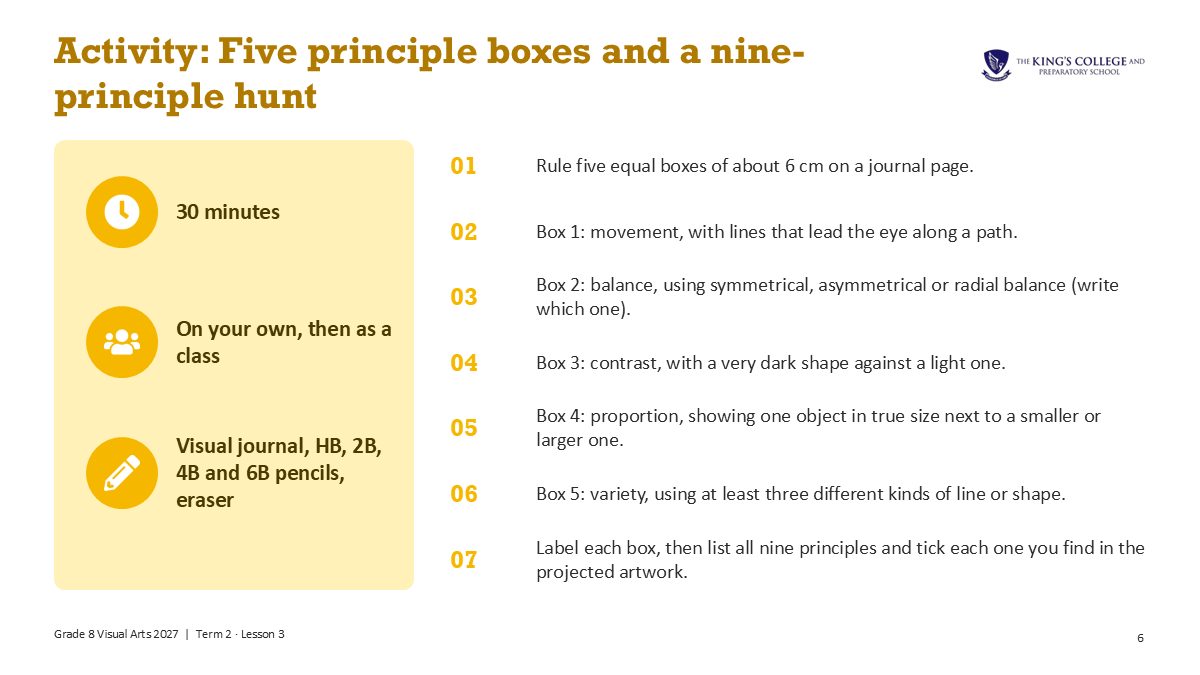 Activity: Five principle boxes and a nine-
principle hunt
THE KING'S COLLEGE AND
PREPARATORY SCHOOL
30 minutes
On your own, then as a
class
Visual journal, HB, 2B,
4B and 6B pencils,
eraser
01 Rule five equal boxes of about 6 cm on a journal page.
02 Box 1: movement, with lines that lead the eye along a path.
03 Box 2: balance, using symmetrical, asymmetrical or radial balance (write
which one).
04 Box 3: contrast, with a very dark shape against a light one.
05 Box 4: proportion, showing one object in true size next to a smaller or
larger one.
06 Box 5: variety, using at least three different kinds of line or shape.
07 Label each box, then list all nine principles and tick each one you find in the
projected artwork.
Grade 8 Visual Arts 2027 | Term 2 · Lesson 3
6